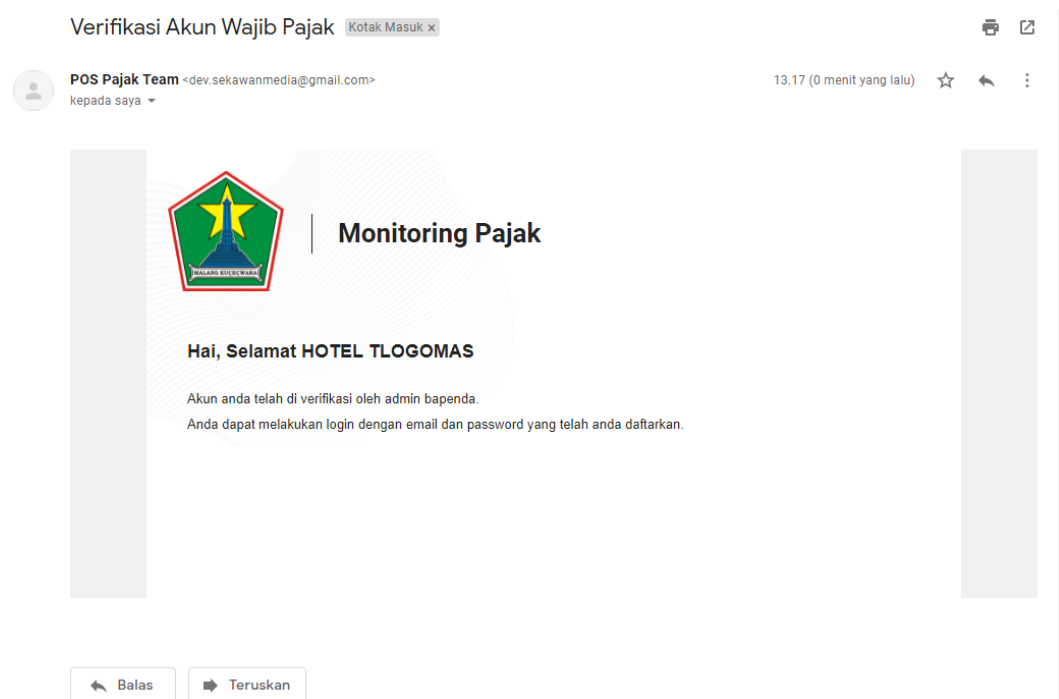 Verifikasi Akun Wajib Pajak Kotak Masuk x
POS Pajak Team <dev.sekawanmedia@gmail.com> 13.17 (0 menit yang lalu)
kepada saya
Monitoring Pajak
MALANG KUÇEÇWARA
Hai, Selamat HOTEL TLOGOMAS
Akun anda telah di verifikasi oleh admin bapenda.
Anda dapat melakukan login dengan email dan password yang telah anda daftarkan.
Balas Teruskan